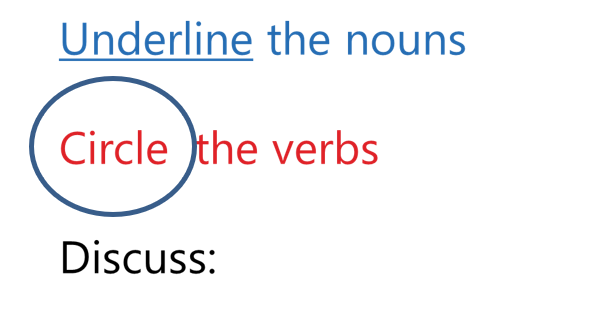 Underline the nouns
Circle the verbs
Discuss: